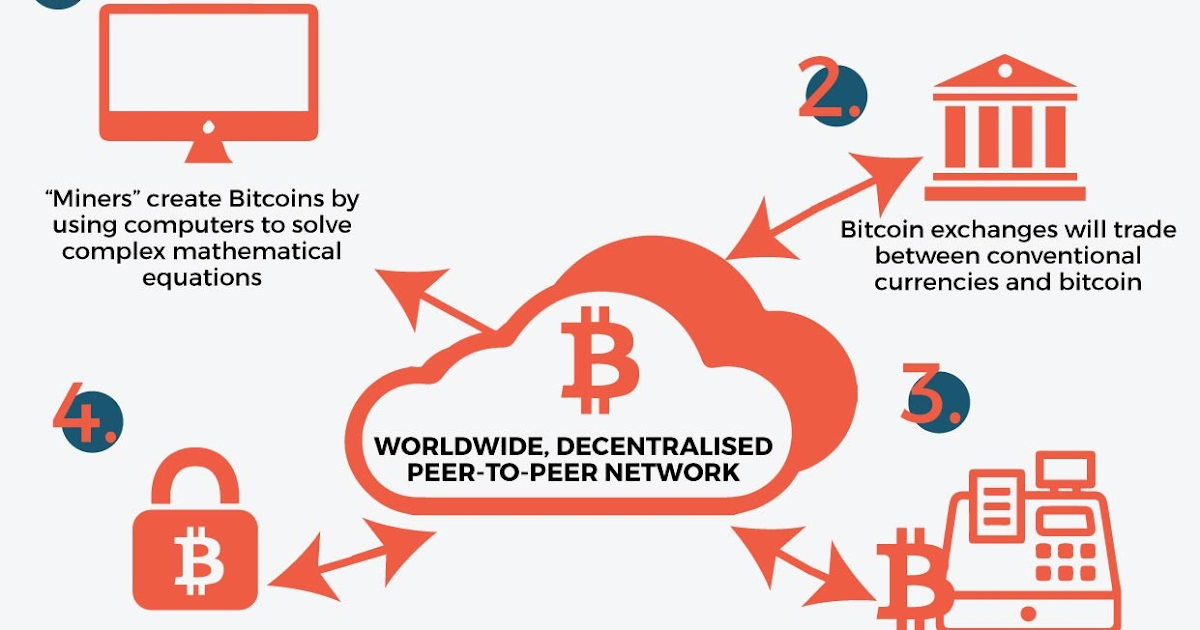 “Miners” create Bitcoins by
using computers to solve
complex mathematical
equations
2.
Bitcoin exchanges will trade
between conventional
currencies and bitcoin
WORLDWIDE, DECENTRALISED
PEER-TO-PEER NETWORK
3.
4.